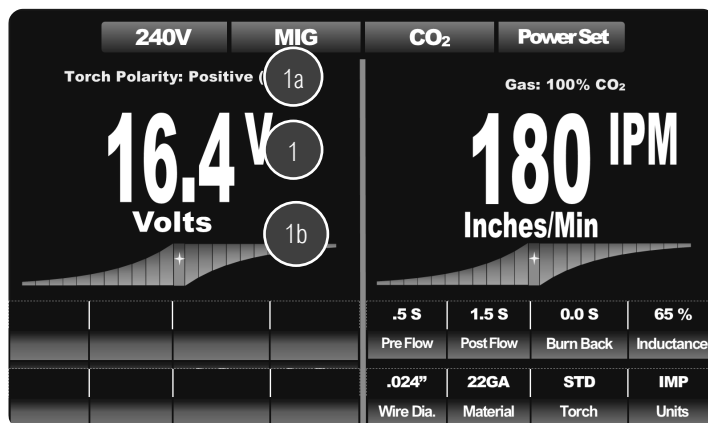 240V MIG CO₂ Power Set
Torch Polarity: Positive (
1a
Gas: 100% CO₂
16.4 V
1
180 IPM
Volts
1b
Inches/Min
.5 S 1.5 S 0.0 S 65 %
Pre Flow Post Flow Burn Back Inductance
.024” 22GA STD IMP
Wire Dia. Material Torch Units